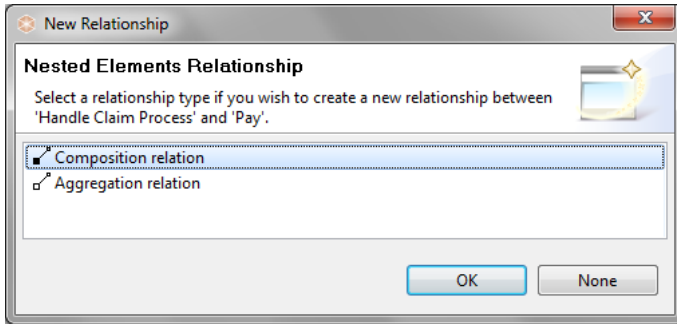 New Relationship
Nested Elements Relationship
Select a relationship type if you wish to create a new relationship between
'Handle Claim Process' and 'Pay'.
Composition relation
Aggregation relation
OK None